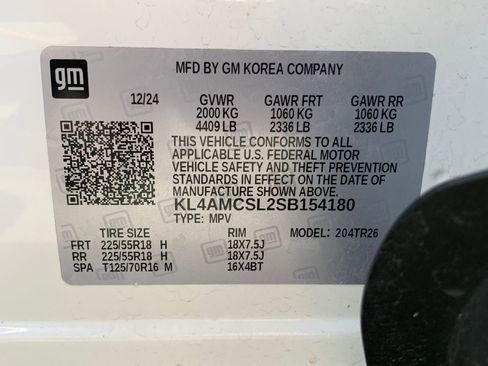 gm
MFD BY GM KOREA COMPANY
12/24 GVWR GAWR FRT GAWR RR
2000 KG 1060 KG 1060 KG
4409 LB 2336 LB 2336 LB
THIS VEHICLE CONFORMS TO ALL
APPLICABLE U.S. FEDERAL MOTOR
VEHICLE SAFETY AND THEFT PREVENTION
STANDARDS IN EFFECT ON THE DATE OF
MANUFACTURE SHOWN ABOVE.
KL4AMCSL2SB154180
TYPE: MPV
TIRE SIZE RIM MODEL: 204TR26
FRT 225/55R18 H 18X7.5J
RR 225/55R18 H 18X7.5J
SPA T125/70R16 M 16X4BT